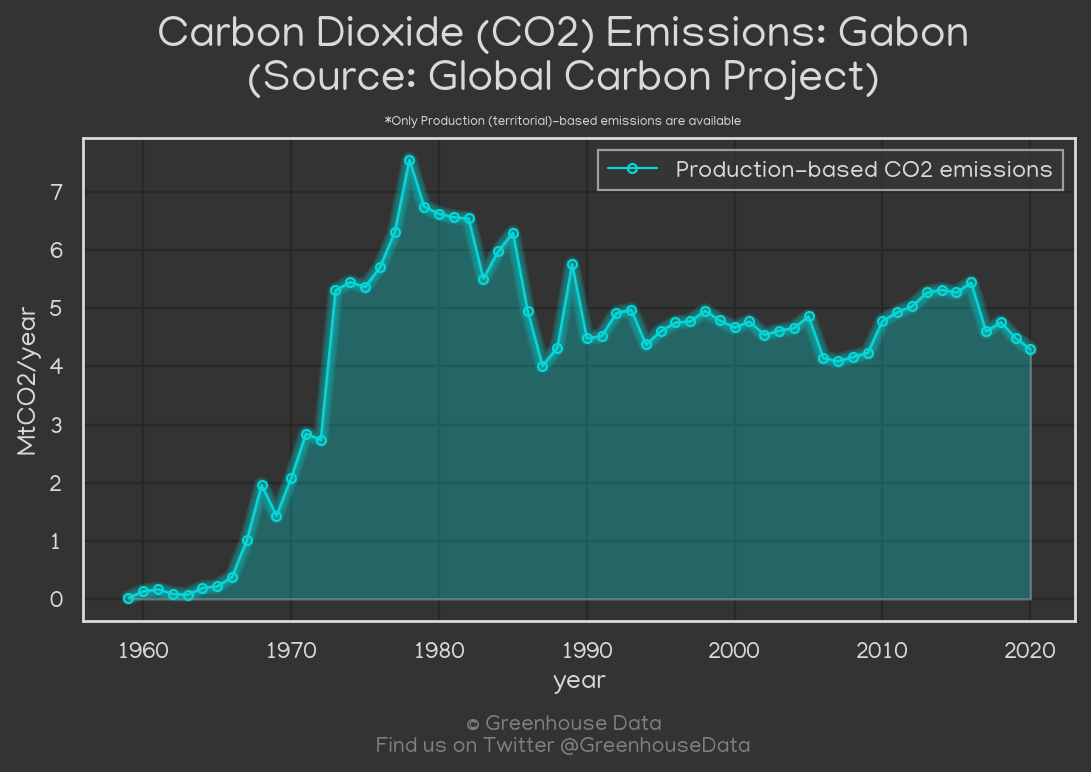 Carbon Dioxide (CO2) Emissions: Gabon
(Source: Global Carbon Project)
*Only Production (territorial)-based emissions are available
Production-based CO2 emissions
MtCO2/year
7
6
5
4
3
2
1
0
1960 1970 1980 1990 2000 2010 2020
year
© Greenhouse Data
Find us on Twitter @GreenhouseData